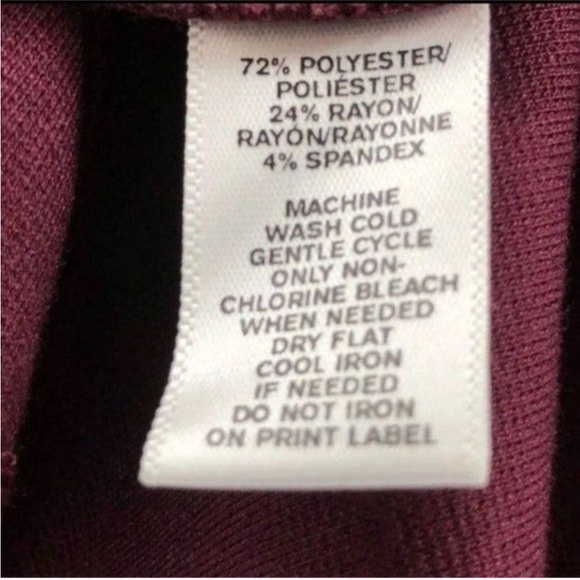 72% POLYESTER/
POLIÉSTER
24% RAYON/
RAYÓN/RAYONNE
4% SPANDEX
MACHINE
WASH COLD
GENTLE CYCLE
ONLY NON-
CHLORINE BLEACH
WHEN NEEDED
DRY FLAT
COOL IRON
IF NEEDED
DO NOT IRON
ON PRINT LABEL